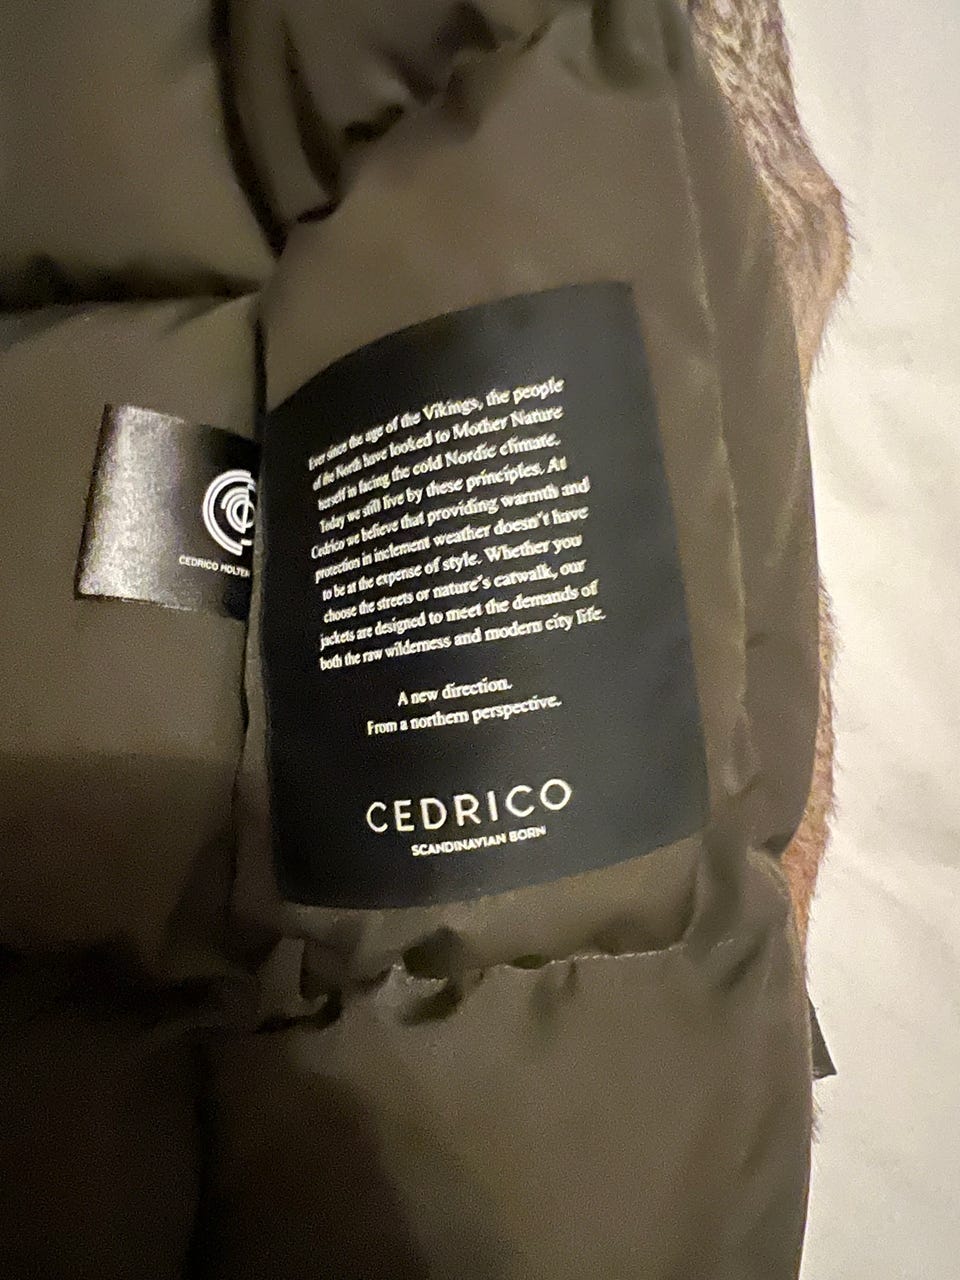 Ever since the age of the Vikings, the people
of the North have looked to Mother Nature
herself in facing the cold Nordic climate.
Today we still live by these principles. At
Cedrico we believe that providing warmth and
protection in inclement weather doesn't have
to be at the expense of style. Whether you
choose the streets or nature's catwalk, our
jackets are designed to meet the demands of
both the raw wilderness and modern city life.
A new direction.
From a northern perspective.
CEDRICO
SCANDINAVIAN BORN
CEDRICO